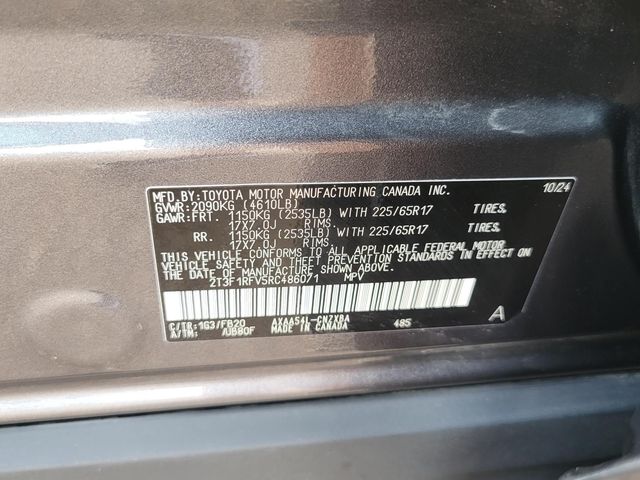 MFD.BY:TOYOTA MOTOR MANUFACTURING CANADA INC. 10/24
GVWR:2090KG (4610LB)
GAWR:FRT. 1150KG (2535LB) WITH 225/65R17 TIRES.
17X7.0J RIMS.
RR. 1150KG (2535LB) WITH 225/65R17 TIRES.
17X7.0J RIMS.
THIS VEHICLE CONFORMS TO ALL APPLICABLE FEDERAL MOTOR
VEHICLE SAFETY AND THEFT PREVENTION STANDARDS IN EFFECT
ON THE DATE OF MANUFACTURE SHOWN ABOVE.
2T3F1RFV5RC486071 MPV
C/TR:1G3/FB20 AXAA54L-CNZXBA 485 A
A/TM: /JB80F MADE IN CANADA